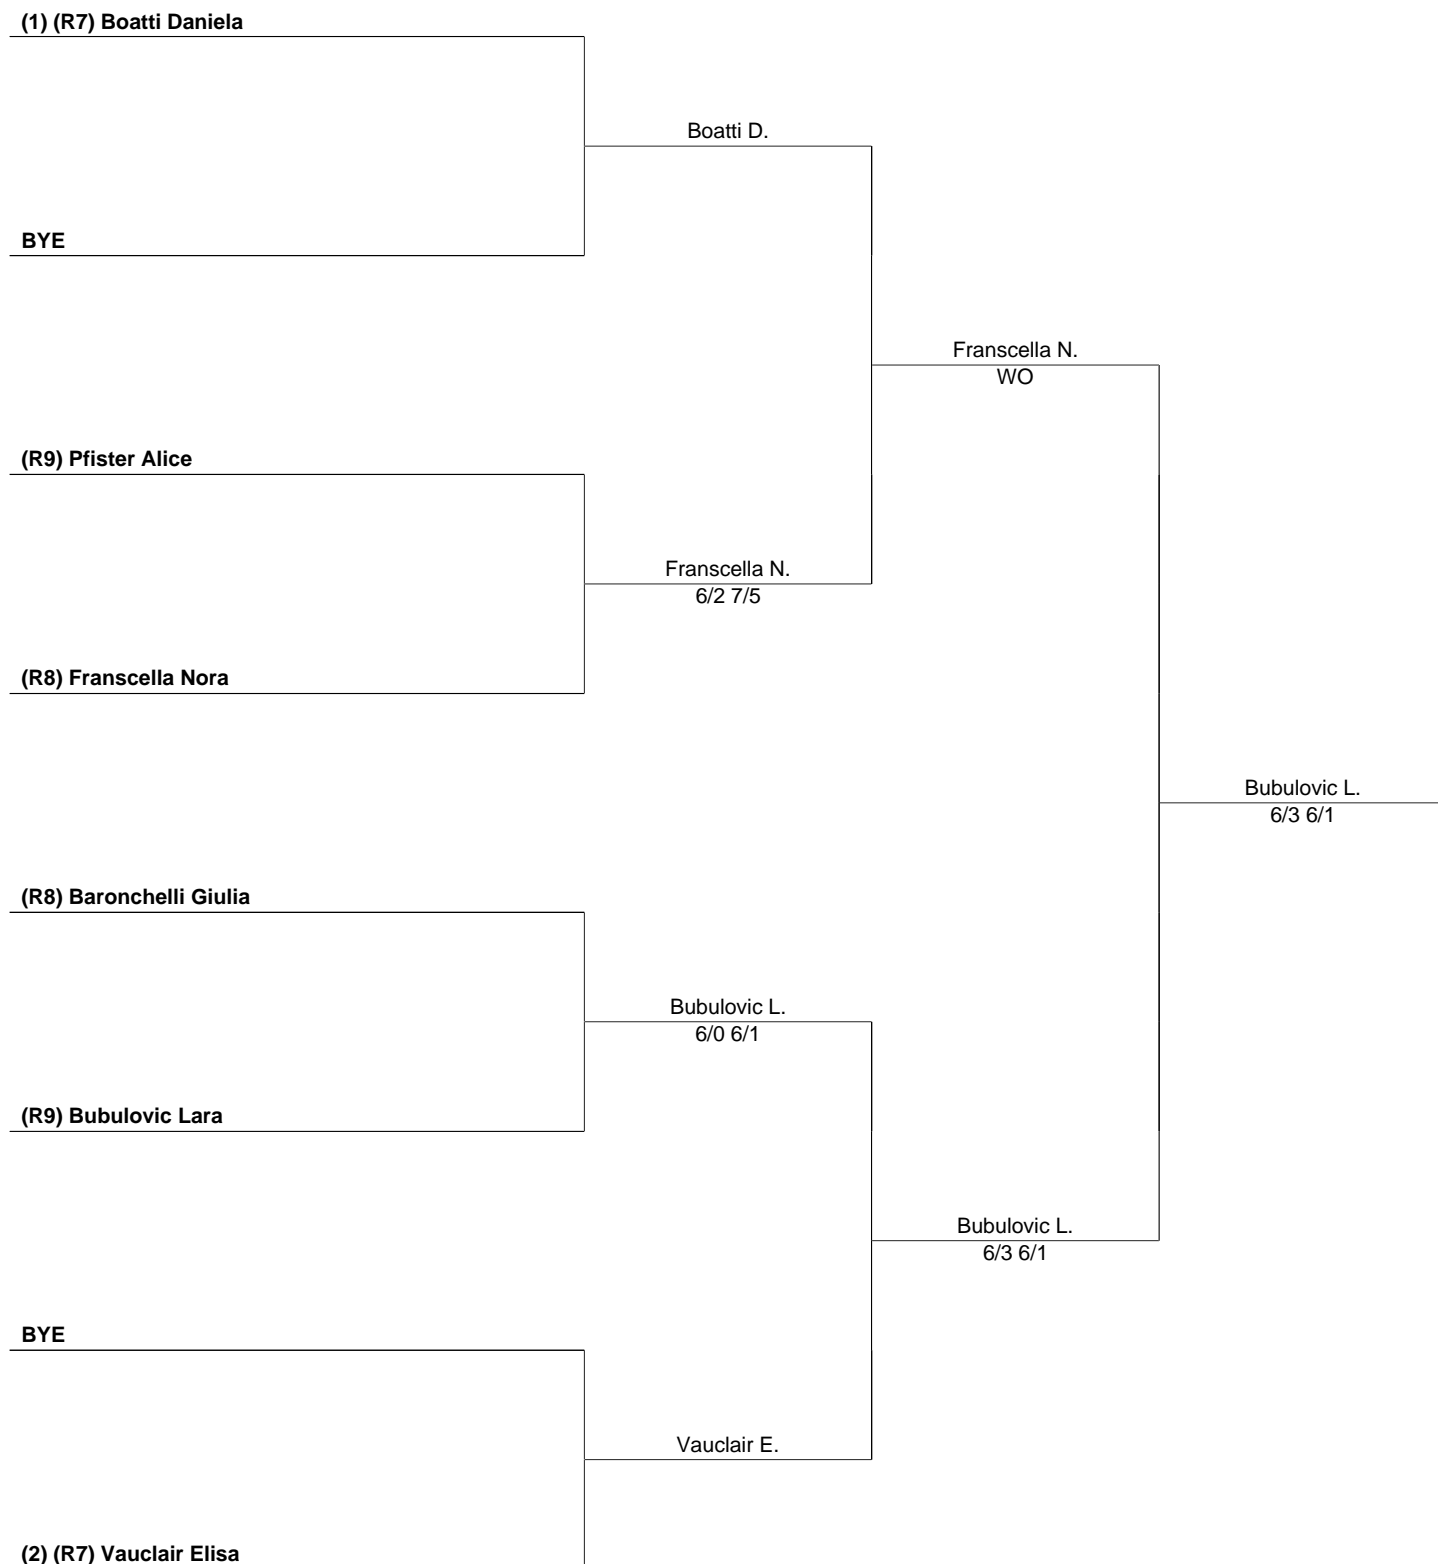 (1) (R7) Boatti Daniela
Boatti D.
BYE
Franscella N.
WO
(R9) Pfister Alice
Franscella N.
6/2 7/5
(R8) Franscella Nora
Bubulovic L.
6/3 6/1
(R8) Baronchelli Giulia
Bubulovic L.
6/0 6/1
(R9) Bubulovic Lara
Bubulovic L.
6/3 6/1
BYE
Vauclair E.
(2) (R7) Vauclair Elisa